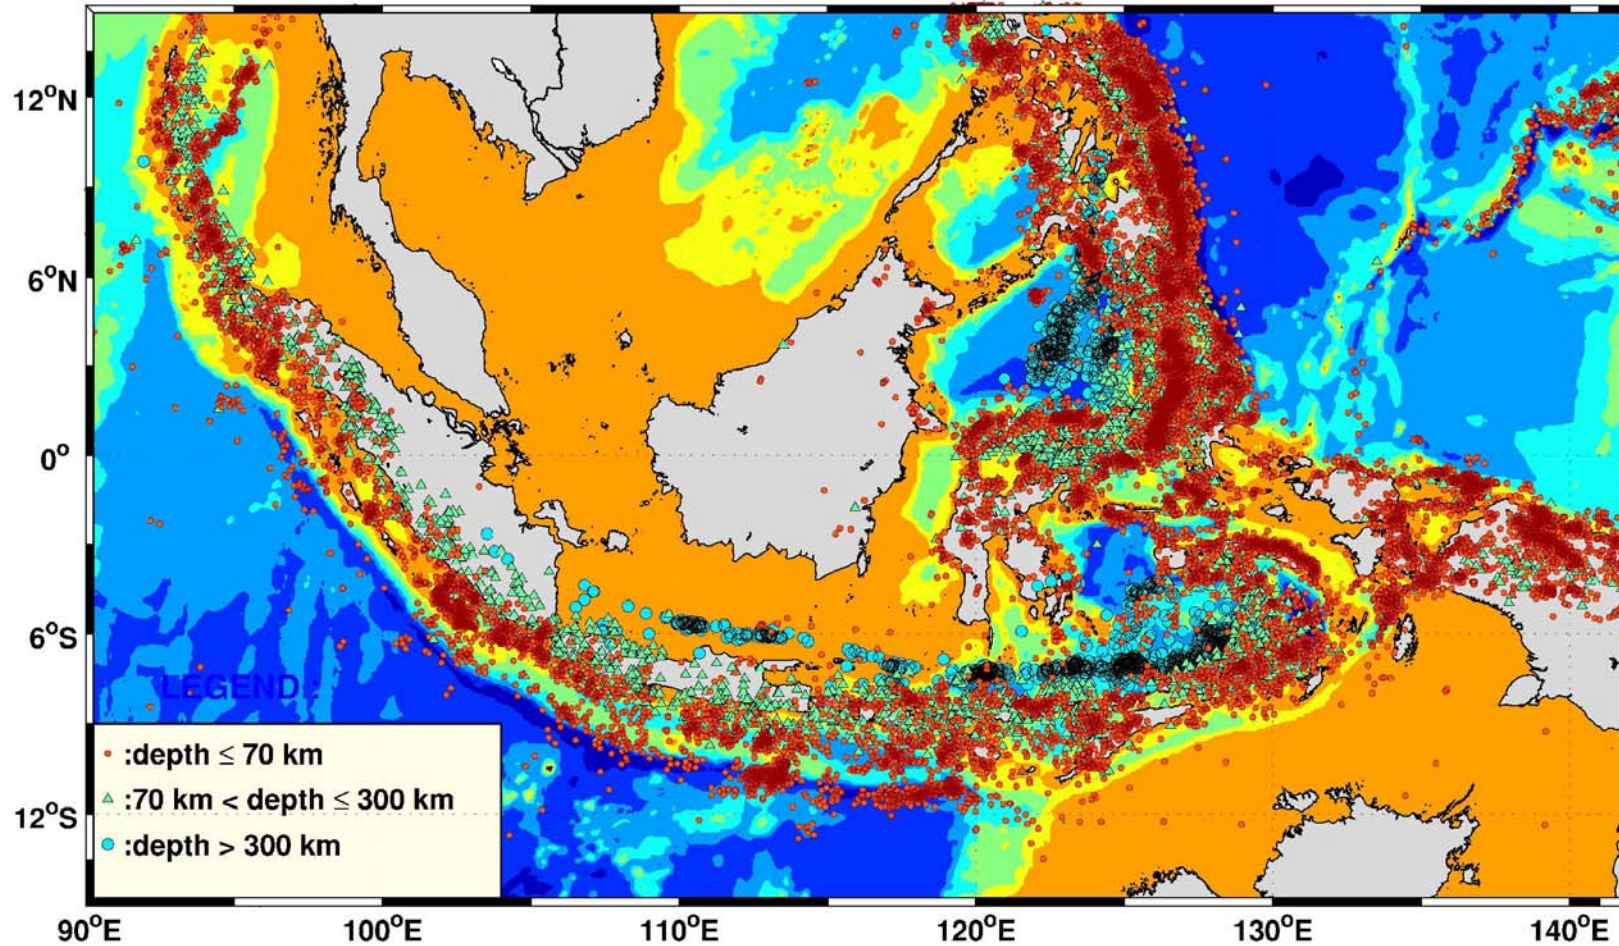 12°N
6°N
0°
6°S
12°S
LEGEND :
:depth ≤ 70 km
:70 km < depth ≤ 300 km
:depth > 300 km
90°E 100°E 110°E 120°E 130°E 140°E